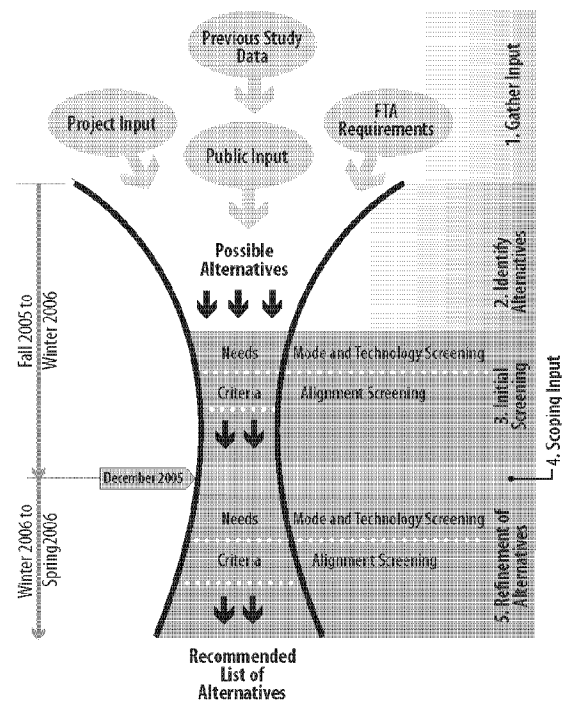 Previous Study
Data
Project Input
FTA
Requirements
Public Input
1. Gather Input
Possible
Alternatives
2. Identify
Alternatives
Fall 2005 to
Winter 2006
Needs
Mode and Technology Screening
Criteria
Alignment Screening
3. Initial
Screening
4. Scoping Input
December 2005
Winter 2006 to
Spring2006
Needs
Mode and Technology Screening
Criteria
Alignment Screening
5. Refinement of
Alternatives
Recommended
List of
Alternatives